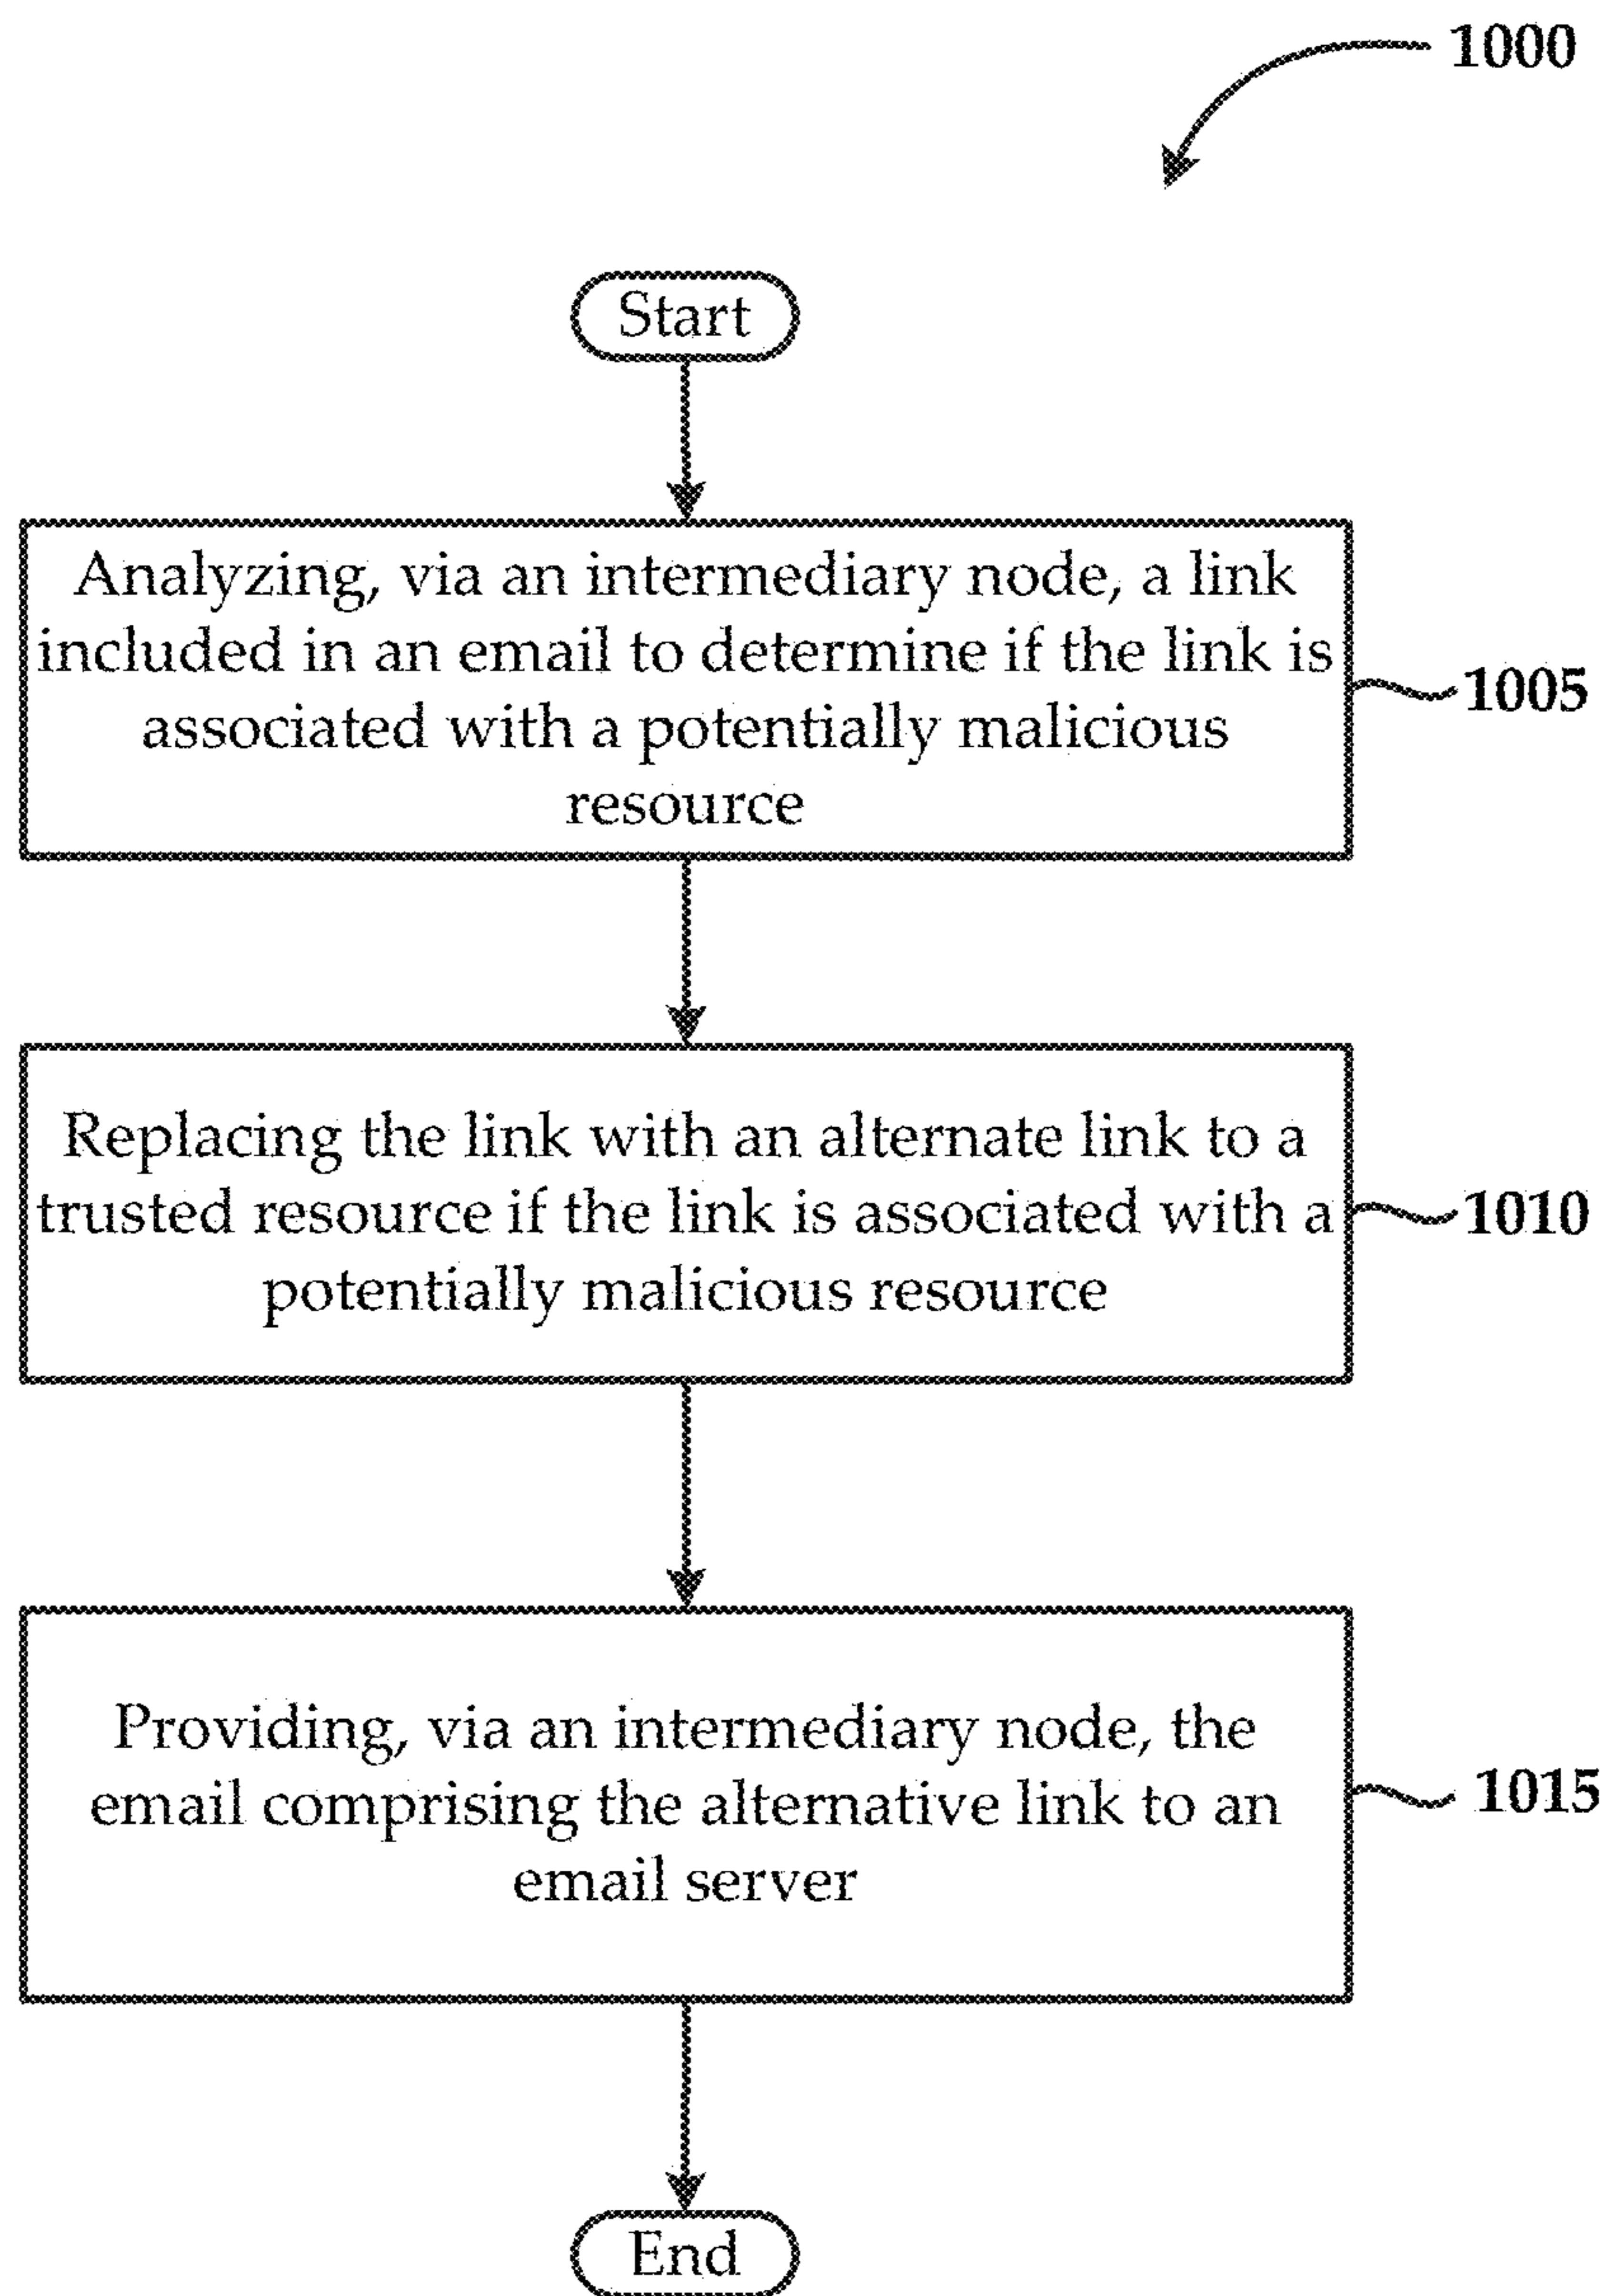 1000
Start
Analyzing, via an intermediary node, a link
included in an email to determine if the link is
associated with a potentially malicious
resource
1005
Replacing the link with an alternate link to a
trusted resource if the link is associated with a
potentially malicious resource
1010
Providing, via an intermediary node, the
email comprising the alternative link to an
email server
1015
End